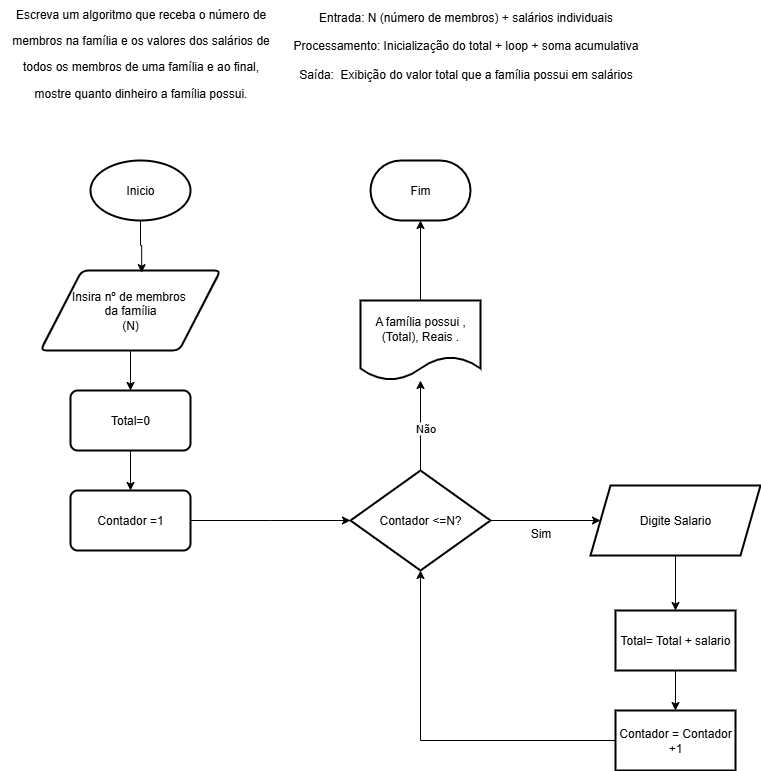 Escreva um algoritmo que receba o número de
membros na família e os valores dos salários de
todos os membros de uma família e ao final,
mostre quanto dinheiro a família possui.
Entrada: N (número de membros) + salários individuais
Processamento: Inicialização do total + loop + soma acumulativa
Saída:  Exibição do valor total que a família possui em salários
Inicio
Insira nº de membros
da família
(N)
Total=0
Contador =1
Contador <=N?
Sim
Digite Salario
Total= Total + salario
Contador = Contador
+1
Não
A família possui ,
(Total), Reais .
Fim